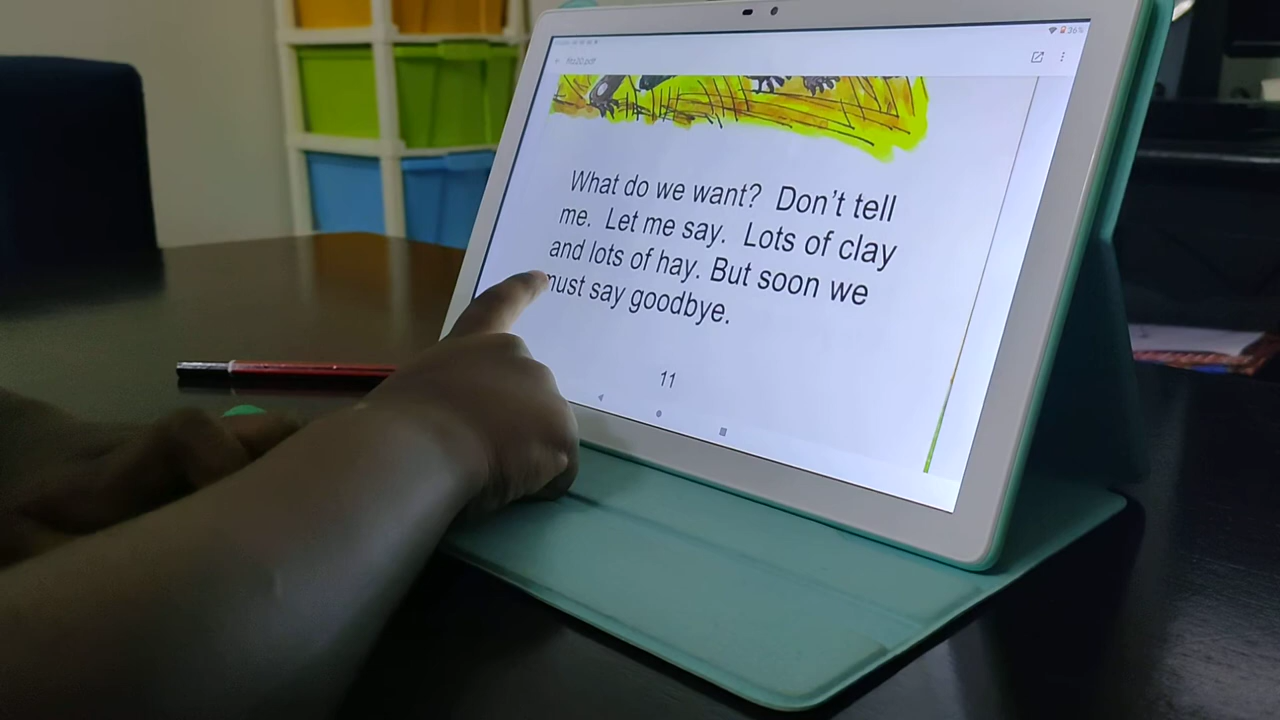 36%
What do we want? Don't tell
me. Let me say. Lots of clay
and lots of hay. But soon we
must say goodbye.
11